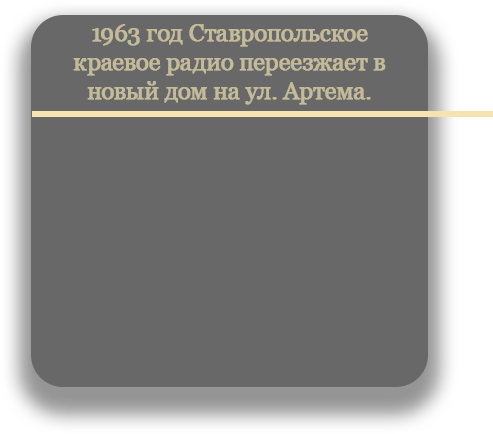 1963 год Ставропольское
краевое радио переезжает в
новый дом на ул. Артема.